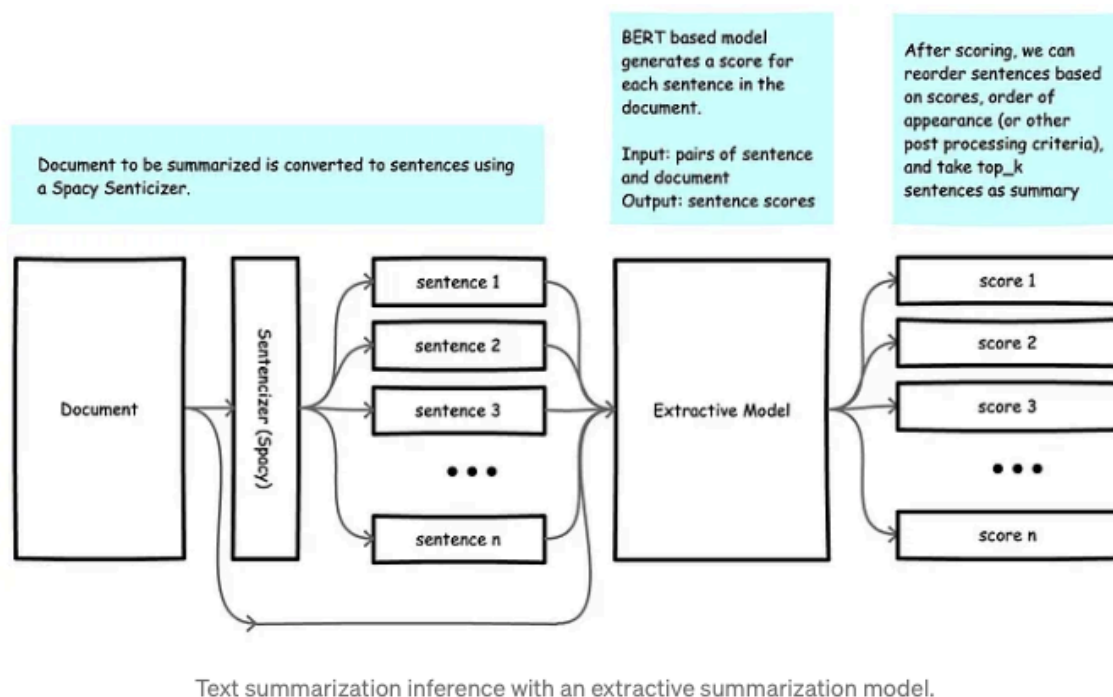 Document to be summarized is converted to sentences using
a Spacy Senticizer.
BERT based model
generates a score for
each sentence in the
document.
Input: pairs of sentence
and document
Output: sentence scores
After scoring, we can
reorder sentences based
on scores, order of
appearance (or other
post processing criteria),
and take top_k
sentences as summary
Document
Sentencizer (Spacy)
sentence 1
sentence 2
sentence 3
•••
sentence n
Extractive Model
score 1
score 2
score 3
•••
score n
Text summarization inference with an extractive summarization model.